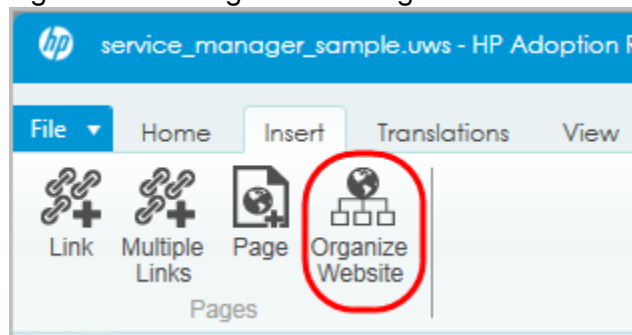 hp service_manager_sample.uws - HP Adoption
File Home Insert Translations View
Link Multiple Links Page Organize Website
Pages